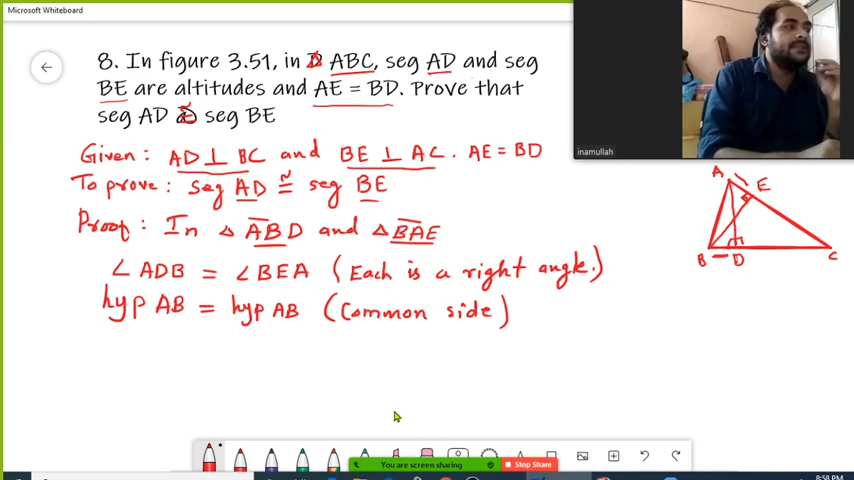 Microsoft Whiteboard
8. In figure 3.51, in Δ ABC, seg AD and seg
BE are altitudes and AE = BD. Prove that
seg AD ≅ seg BE
Given: AD ⊥ BC and BE ⊥ AC. AE = BD
To prove: seg AD ≅ seg BE
Proof: In Δ ABD and Δ BAE
∠ ADB = ∠ BEA (Each is a right angle.)
hyp AB = hyp AB (Common side)
inamullah
A
E
B
D
C
You are screen sharing
Stop Share
8:58 PM